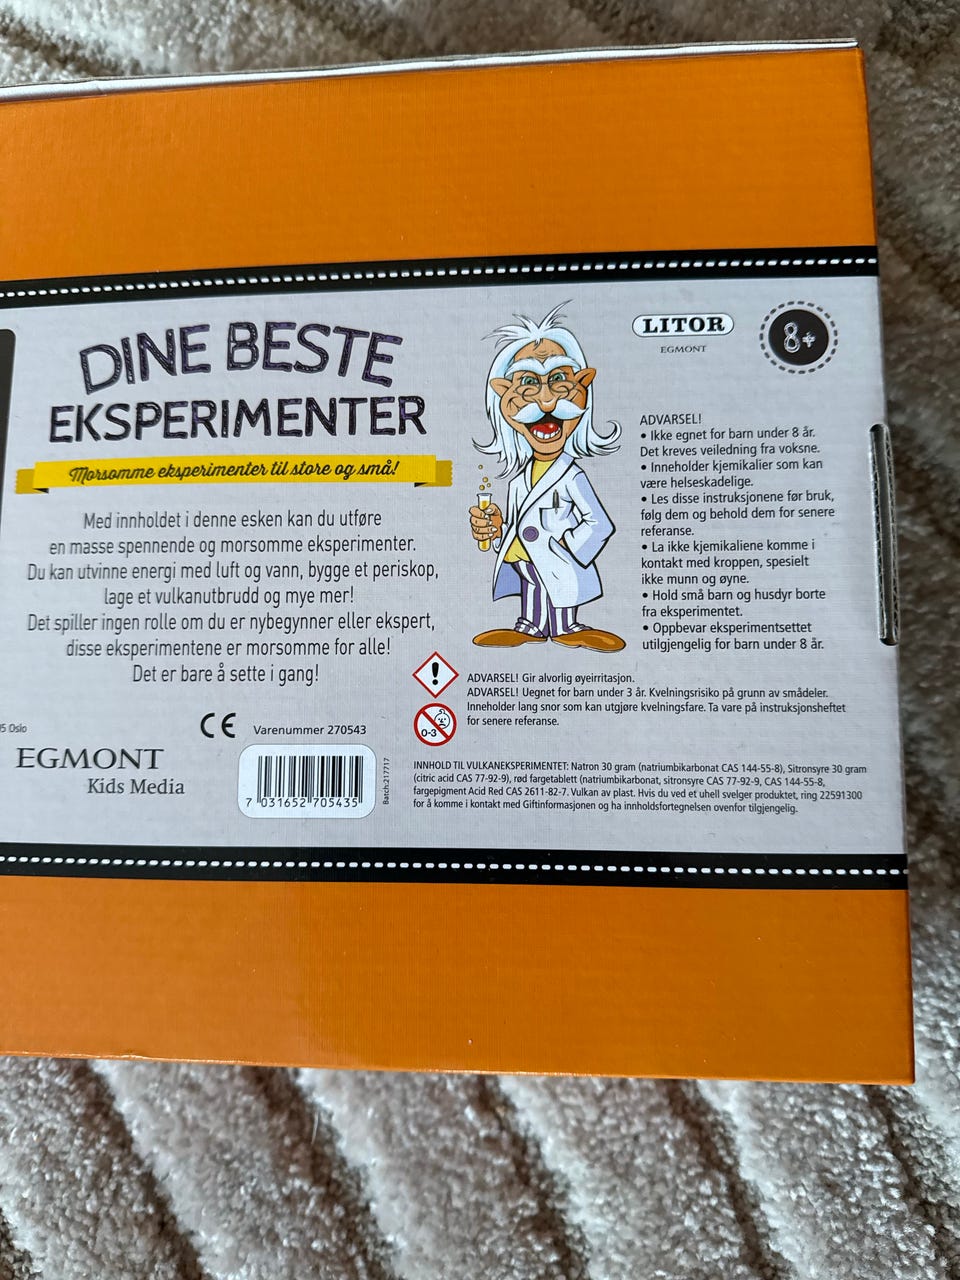 DINE BESTE
EKSPERIMENTER
Morsomme eksperimenter til store og små!
Med innholdet i denne esken kan du utføre
en masse spennende og morsomme eksperimenter.
Du kan utvinne energi med luft og vann, bygge et periskop,
lage et vulkanutbrudd og mye mer!
Det spiller ingen rolle om du er nybegynner eller ekspert,
disse eksperimentene er morsomme for alle!
Det er bare å sette i gang!
LITOR
EGMONT
8+
ADVARSEL!
• Ikke egnet for barn under 8 år.
Det kreves veiledning fra voksne.
• Inneholder kjemikalier som kan
være helseskadelige.
• Les disse instruksjonene før bruk,
følg dem og behold dem for senere
referanse.
• La ikke kjemikaliene komme i
kontakt med kroppen, spesielt
ikke munn og øyne.
• Hold små barn og husdyr borte
fra eksperimentet.
• Oppbevar eksperimentsettet
utilgjengelig for barn under 8 år.
!
ADVARSEL! Gir alvorlig øyeirritasjon.
ADVARSEL! Uegnet for barn under 3 år. Kvelningsrisiko på grunn av smådeler.
Inneholder lang snor som kan utgjøre kvelningsfare. Ta vare på instruksjonsheftet
for senere referanse.
0-3
5 Oslo
CE
Varenummer 270543
EGMONT
Kids Media
7 031652 705435
Batch:217717
INNHOLD TIL VULKANEKSPERIMENTET: Natron 30 gram (natriumbikarbonat CAS 144-55-8), Sitronsyre 30 gram
(citric acid CAS 77-92-9), rød fargetablett (natriumbikarbonat, sitronsyre CAS 77-92-9, CAS 144-55-8,
fargepigment Acid Red CAS 2611-82-7. Vulkan av plast. Hvis du ved et uhell svelger produktet, ring 22591300
for å komme i kontakt med Giftinformasjonen og ha innholdsfortegnelsen ovenfor tilgjengelig.